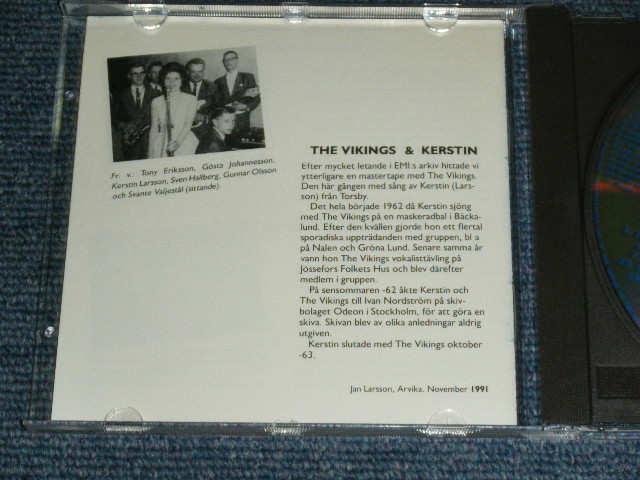 Fr. v.: Tony Eriksson, Gösta Johannesson,
Kerstin Larsson, Sven Hallberg, Gunnar Olsson
och Svante Valjestål (sittande).
THE VIKINGS & KERSTIN
Efter mycket letande i EMI:s arkiv hittade vi
ytterligare en mastertape med The Vikings.
Den här gången med sång av Kerstin (Lars-
son) från Torsby.
Det hela började 1962 då Kerstin sjöng
med The Vikings på en maskeradbal i Bäcka-
lund. Efter den kvällen gjorde hon ett flertal
sporadiska uppträdanden med gruppen, bl a
på Nalen och Gröna Lund. Senare samma år
vann hon The Vikings vokalisttävling på
Jössefors Folkets Hus och blev därefter
medlem i gruppen.
På sensommaren -62 åkte Kerstin och
The Vikings till Ivan Nordström på skiv-
bolaget Odeon i Stockholm, för att göra en
skiva. Skivan blev av olika anledningar aldrig
utgiven.
Kerstin slutade med The Vikings oktober
-63.
Jan Larsson, Arvika. November 1991